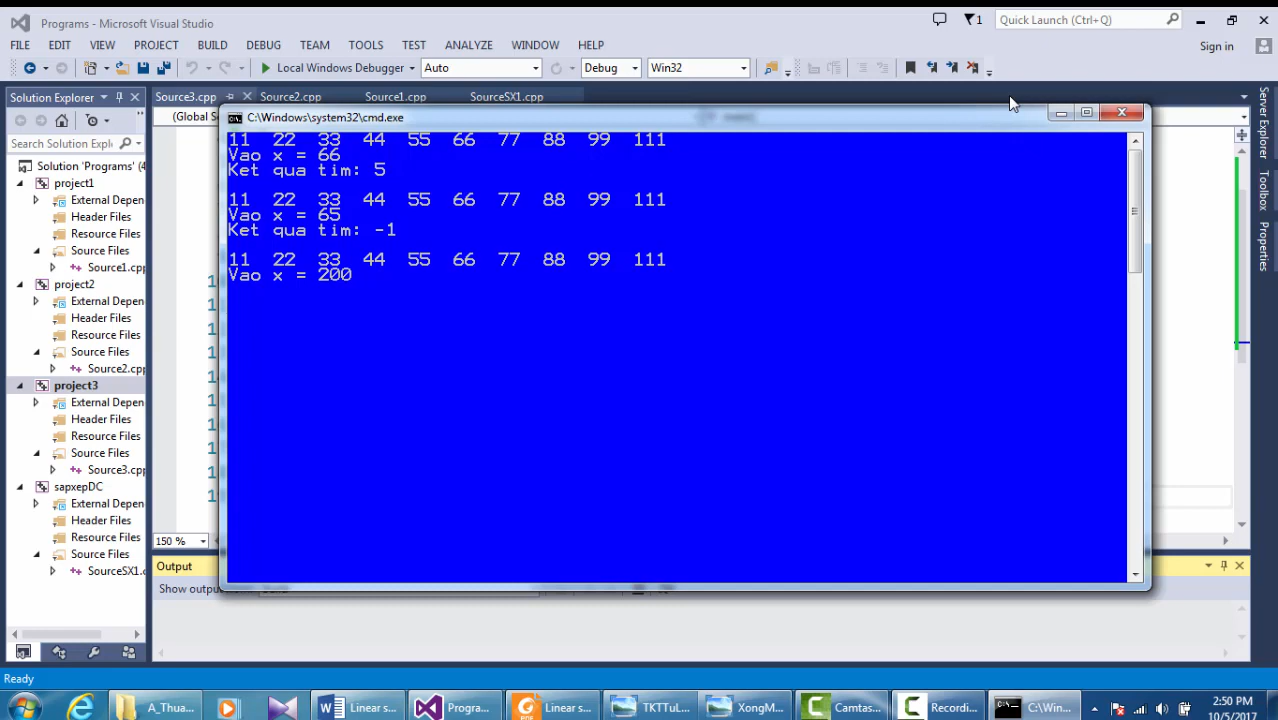 Programs - Microsoft Visual Studio
1
Quick Launch (Ctrl+Q)
FILE EDIT VIEW PROJECT BUILD DEBUG TEAM TOOLS TEST ANALYZE WINDOW HELP
Sign in
Local Windows Debugger Auto Debug Win32
Solution Explorer
Source3.cpp Source2.cpp Source1.cpp SourceSX1.cpp
(Global S
Search Solution Expl
Solution 'Programs' (4
project1
External Depen
Header Files
Resource Files
Source Files
Source1.cpp
project2
External Depen
Header Files
Resource Files
Source Files
Source2.cpp
project3
External Depen
Header Files
Resource Files
Source Files
Source3.cpp
sapxepDC
External Depen
Header Files
Resource Files
Source Files
SourceSX1.c
C:\Windows\system32\cmd.exe
11 22 33 44 55 66 77 88 99 111
Vao x = 66
Ket qua tim: 5
11 22 33 44 55 66 77 88 99 111
Vao x = 65
Ket qua tim: -1
11 22 33 44 55 66 77 88 99 111
Vao x = 200
150 %
Output
Show output
Server Explorer
Toolbox
Properties
Ready
A_Thua...
Linear s...
Progra...
Linear s...
TKTTuL...
XongM...
Camtas...
Recordi...
C:\Win...
2:50 PM
10/5/2017